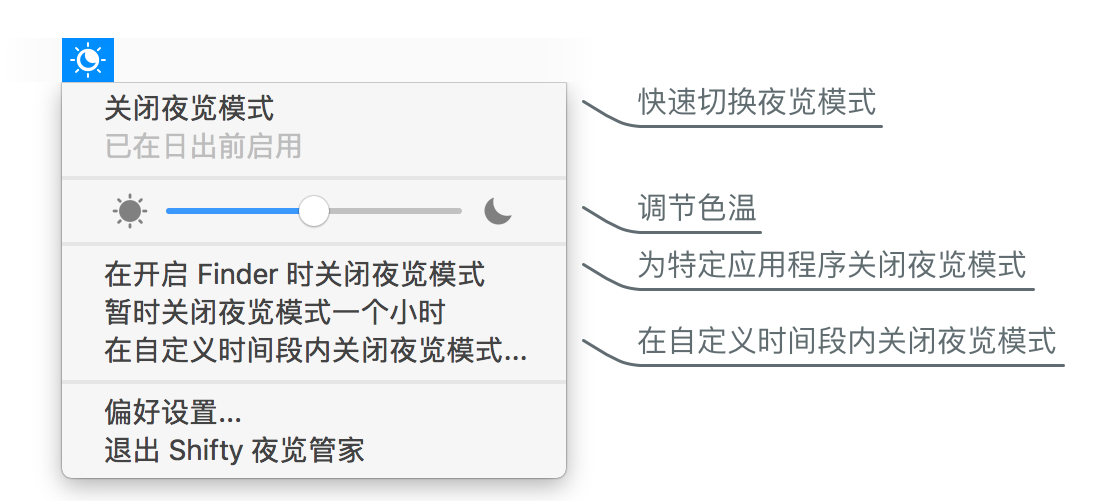 关闭夜览模式
已在日出前启用
在开启 Finder 时关闭夜览模式
暂时关闭夜览模式一个小时
在自定义时间段内关闭夜览模式...
偏好设置...
退出 Shifty 夜览管家
快速切换夜览模式
调节色温
为特定应用程序关闭夜览模式
在自定义时间段内关闭夜览模式